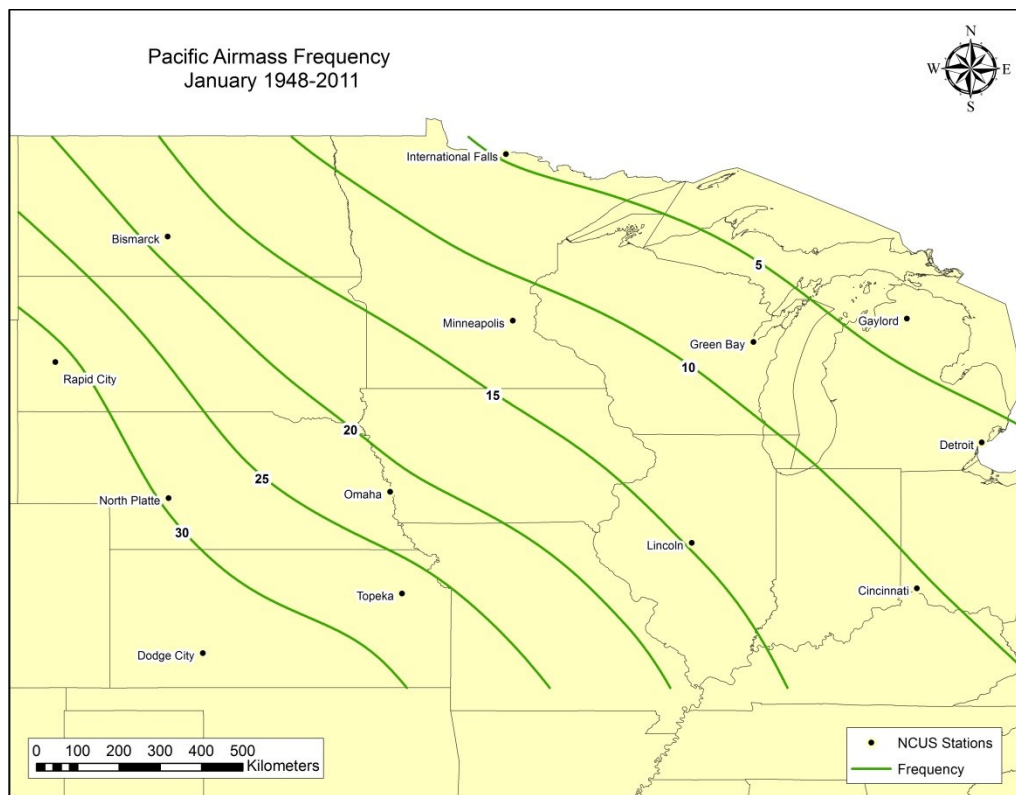 Pacific Airmass Frequency
January 1948-2011
N
W E
S
International Falls
Bismarck
5
Minneapolis
Gaylord
Green Bay
Rapid City
10
15
20
Detroit
25
Omaha
North Platte
30
Lincoln
Topeka
Cincinnati
Dodge City
0 100 200 300 400 500
Kilometers
NCUS Stations
Frequency